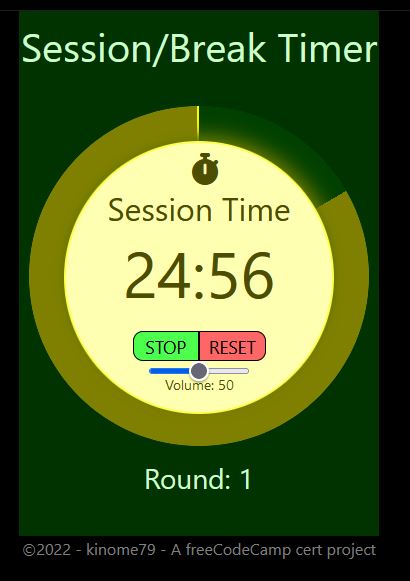 Session/Break Timer
Session Time
24:56
STOP RESET
Volume: 50
Round: 1
©2022 - kinome79 - A freeCodeCamp cert project